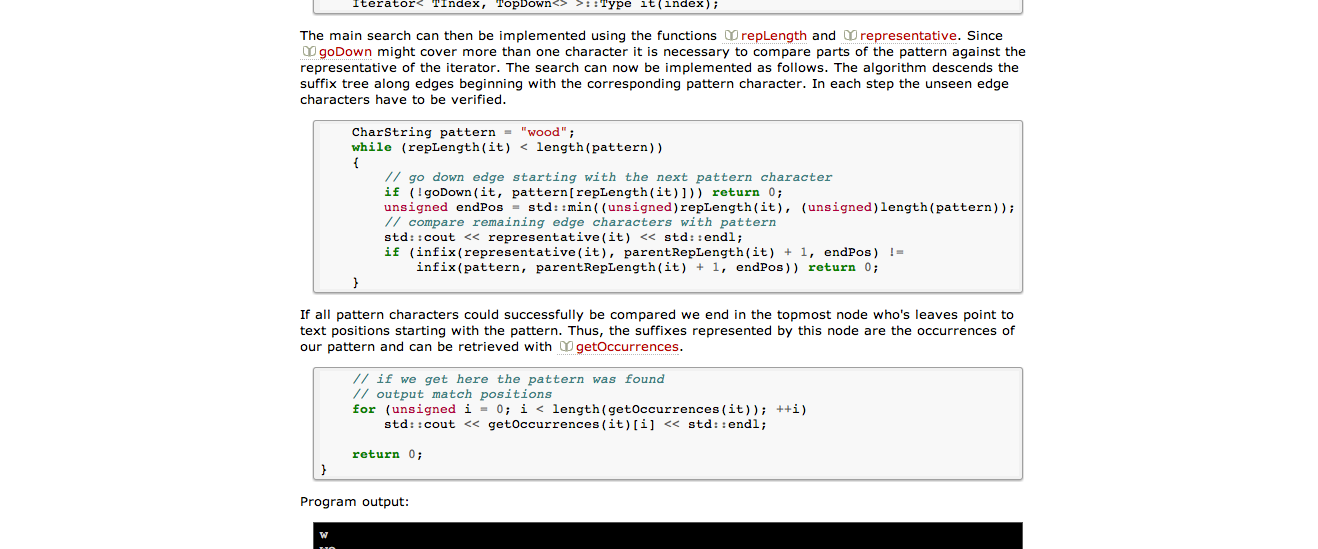 Iterator< TIndex, TopDown<> >::Type it(index);
The main search can then be implemented using the functions repLength and representative. Since
goDown might cover more than one character it is necessary to compare parts of the pattern against the
representative of the iterator. The search can now be implemented as follows. The algorithm descends the
suffix tree along edges beginning with the corresponding pattern character. In each step the unseen edge
characters have to be verified.
CharString pattern = "wood";
while (repLength(it) < length(pattern))
{
// go down edge starting with the next pattern character
if (!goDown(it, pattern[repLength(it)])) return 0;
unsigned endPos = std::min((unsigned)repLength(it), (unsigned)length(pattern));
// compare remaining edge characters with pattern
std::cout << representative(it) << std::endl;
if (infix(representative(it), parentRepLength(it) + 1, endPos) !=
infix(pattern, parentRepLength(it) + 1, endPos)) return 0;
}
If all pattern characters could successfully be compared we end in the topmost node who's leaves point to
text positions starting with the pattern. Thus, the suffixes represented by this node are the occurrences of
our pattern and can be retrieved with getOccurrences.
// if we get here the pattern was found
// output match positions
for (unsigned i = 0; i < length(getOccurrences(it)); ++i)
std::cout << getOccurrences(it)[i] << std::endl;
return 0;
}
Program output:
w